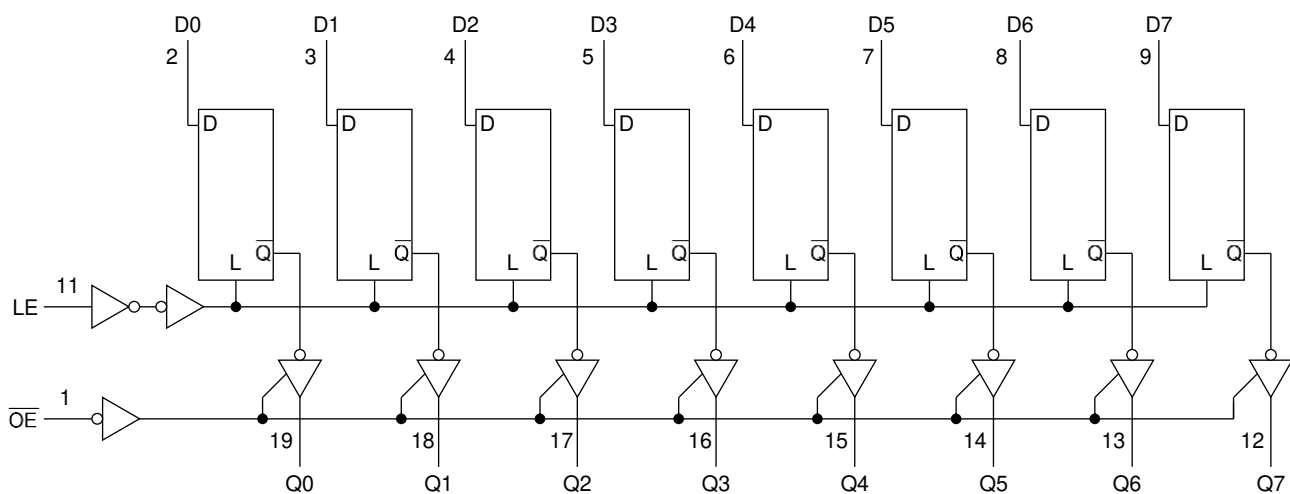 D0 D1 D2 D3 D4 D5 D6 D7
2 3 4 5 6 7 8 9
D D D D D D D D
Q̅ Q̅ Q̅ Q̅ Q̅ Q̅ Q̅ Q̅
L L L L L L L L
11
LE
1
O̅E̅
19 18 17 16 15 14 13 12
Q0 Q1 Q2 Q3 Q4 Q5 Q6 Q7